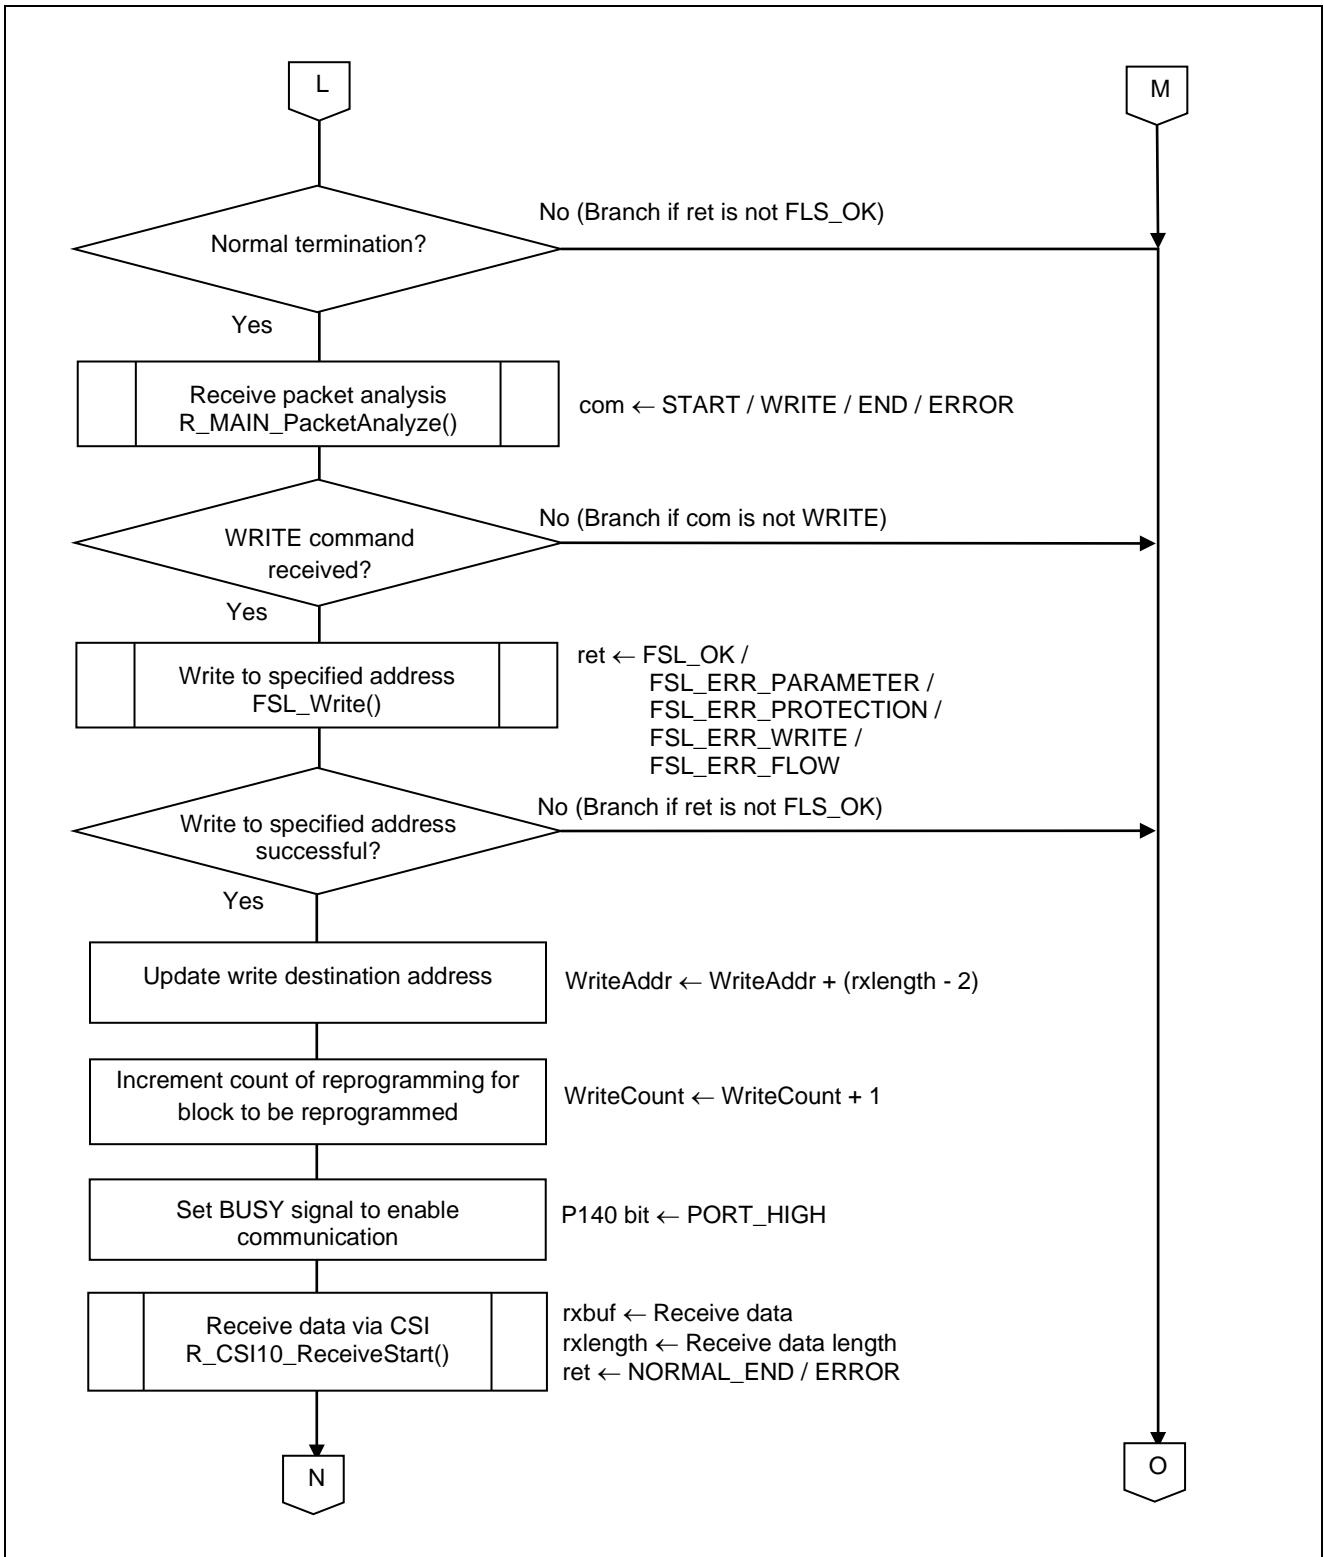 L
M
No (Branch if ret is not FLS_OK)
Normal termination?
Yes
Receive packet analysis
R_MAIN_PacketAnalyze()
com ← START / WRITE / END / ERROR
No (Branch if com is not WRITE)
WRITE command
received?
Yes
Write to specified address
FSL_Write()
ret ← FSL_OK /
FSL_ERR_PARAMETER /
FSL_ERR_PROTECTION /
FSL_ERR_WRITE /
FSL_ERR_FLOW
No (Branch if ret is not FLS_OK)
Write to specified address
successful?
Yes
Update write destination address
WriteAddr ← WriteAddr + (rxlength - 2)
Increment count of reprogramming for
block to be reprogrammed
WriteCount ← WriteCount + 1
Set BUSY signal to enable
communication
P140 bit ← PORT_HIGH
Receive data via CSI
R_CSI10_ReceiveStart()
rxbuf ← Receive data
rxlength ← Receive data length
ret ← NORMAL_END / ERROR
N
O